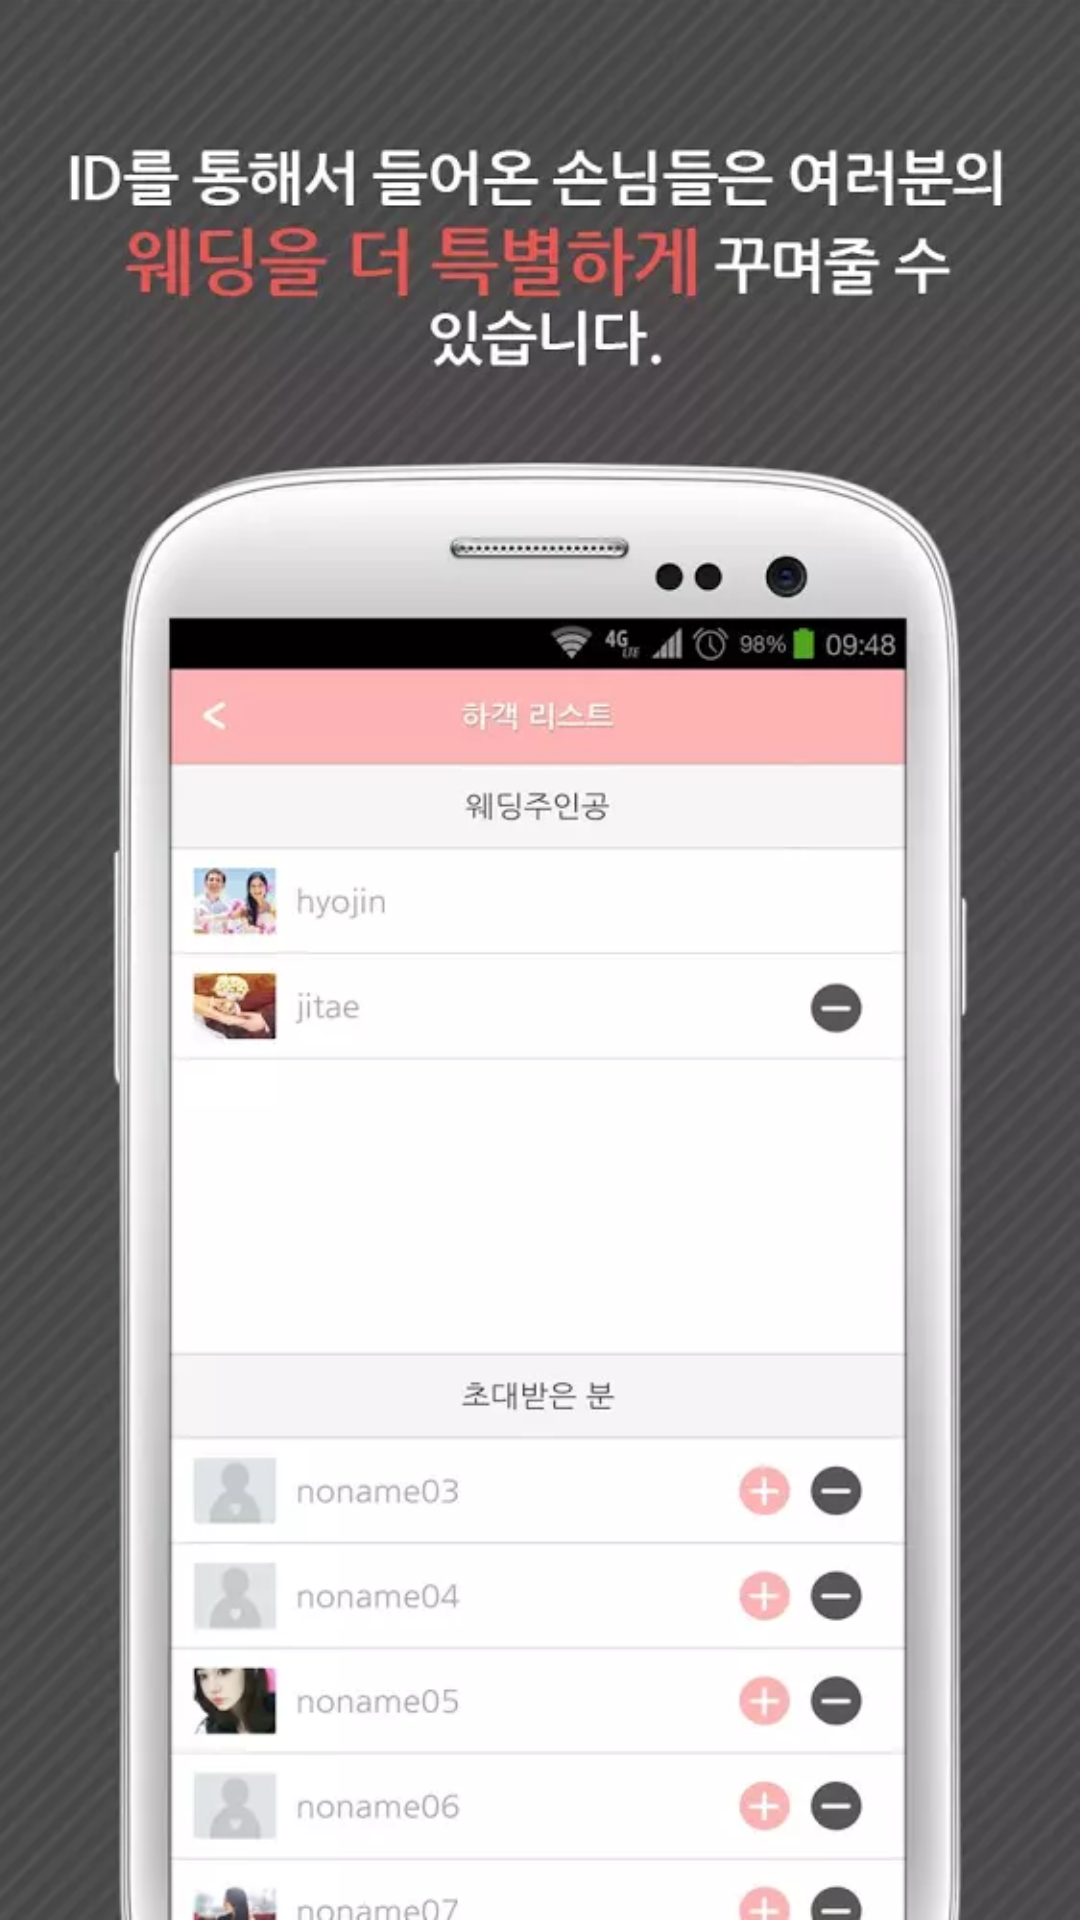 ID를 통해서 들어온 손님들은 여러분의
웨딩을 더 특별하게 꾸며줄 수
있습니다.
4G LTE 98% 09:48
< 하객 리스트
웨딩주인공
hyojin
jitae
초대받은 분
noname03
noname04
noname05
noname06
noname07